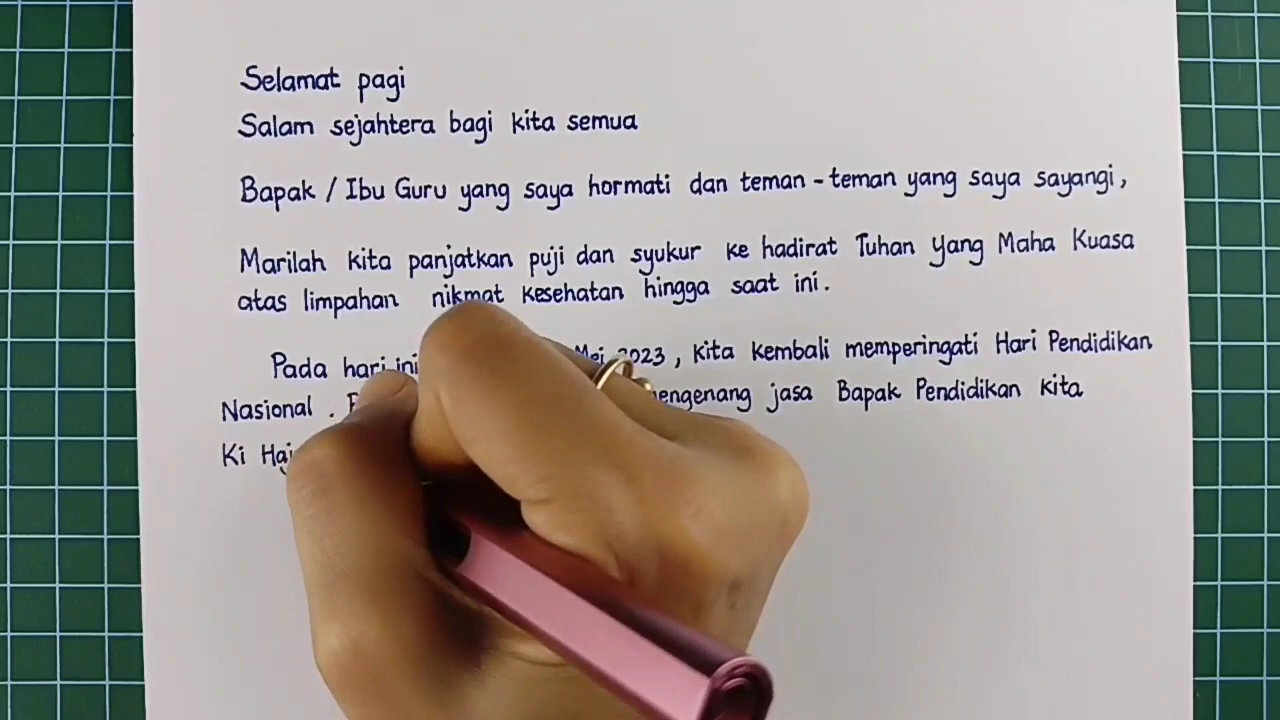 Selamat pagi
Salam sejahtera bagi kita semua
Bapak / Ibu Guru yang saya hormati dan teman-teman yang saya sayangi,
Marilah kita panjatkan puji dan syukur ke hadirat Tuhan Yang Maha Kuasa
atas limpahan nikmat kesehatan hingga saat ini.
Pada hari ini Mei 2023, kita kembali memperingati Hari Pendidikan
Nasional. jasa Bapak Pendidikan kita
Ki